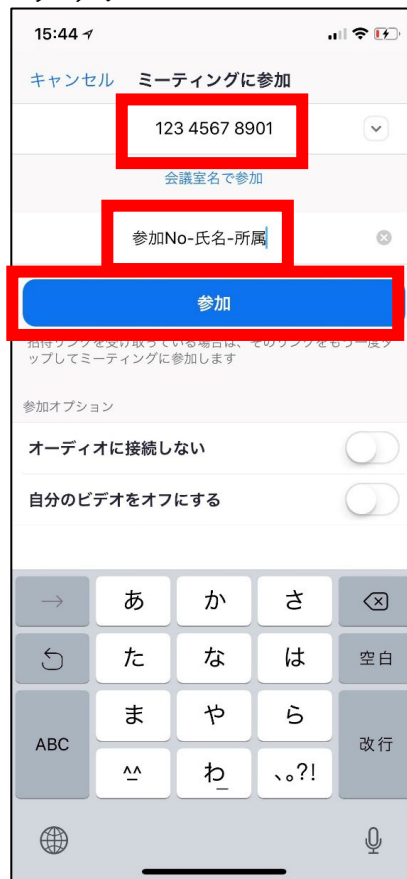 15:44
キャンセル ミーティングに参加
123 4567 8901
会議室名で参加
参加No-氏名-所属
参加
招待リンクを受け取っている場合は、そのリンクをもう一度タ
ップしてミーティングに参加します
参加オプション
オーディオに接続しない
自分のビデオをオフにする
→ あ か さ
た な は 空白
ま や ら
ABC 改行
^^ わ_ 、。?!